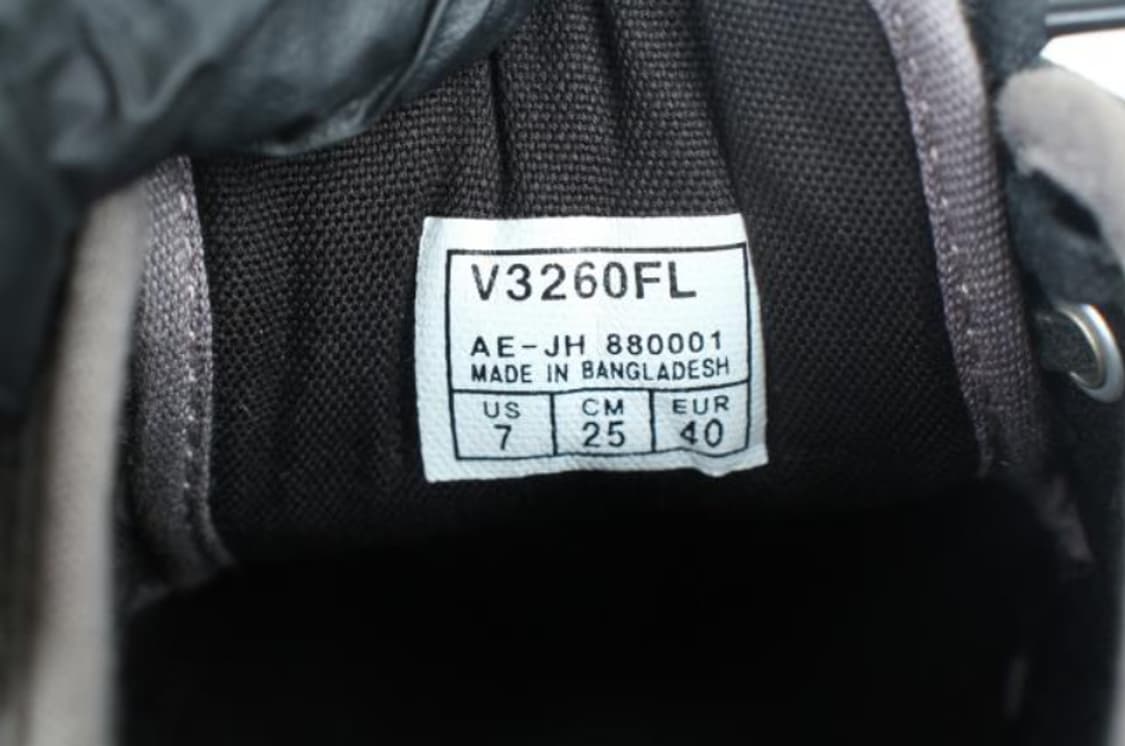 V3260FL
AE-JH 880001
MADE IN BANGLADESH
US CM EUR
7 25 40